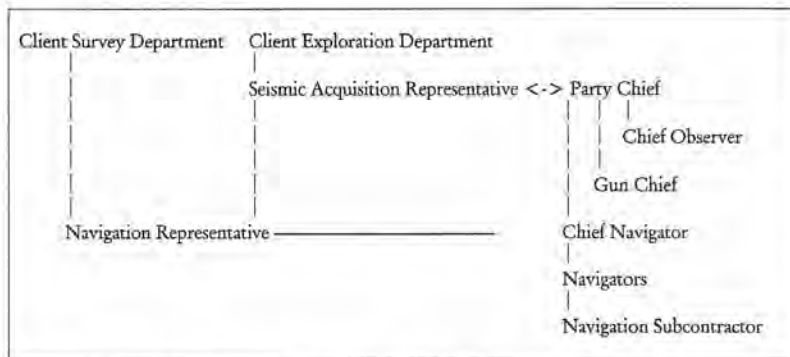 Client Survey Department Client Exploration Department
Seismic Acquisition Representative <-> Party Chief
Chief Observer
Gun Chief
Navigation Representative Chief Navigator
Navigators
Navigation Subcontractor